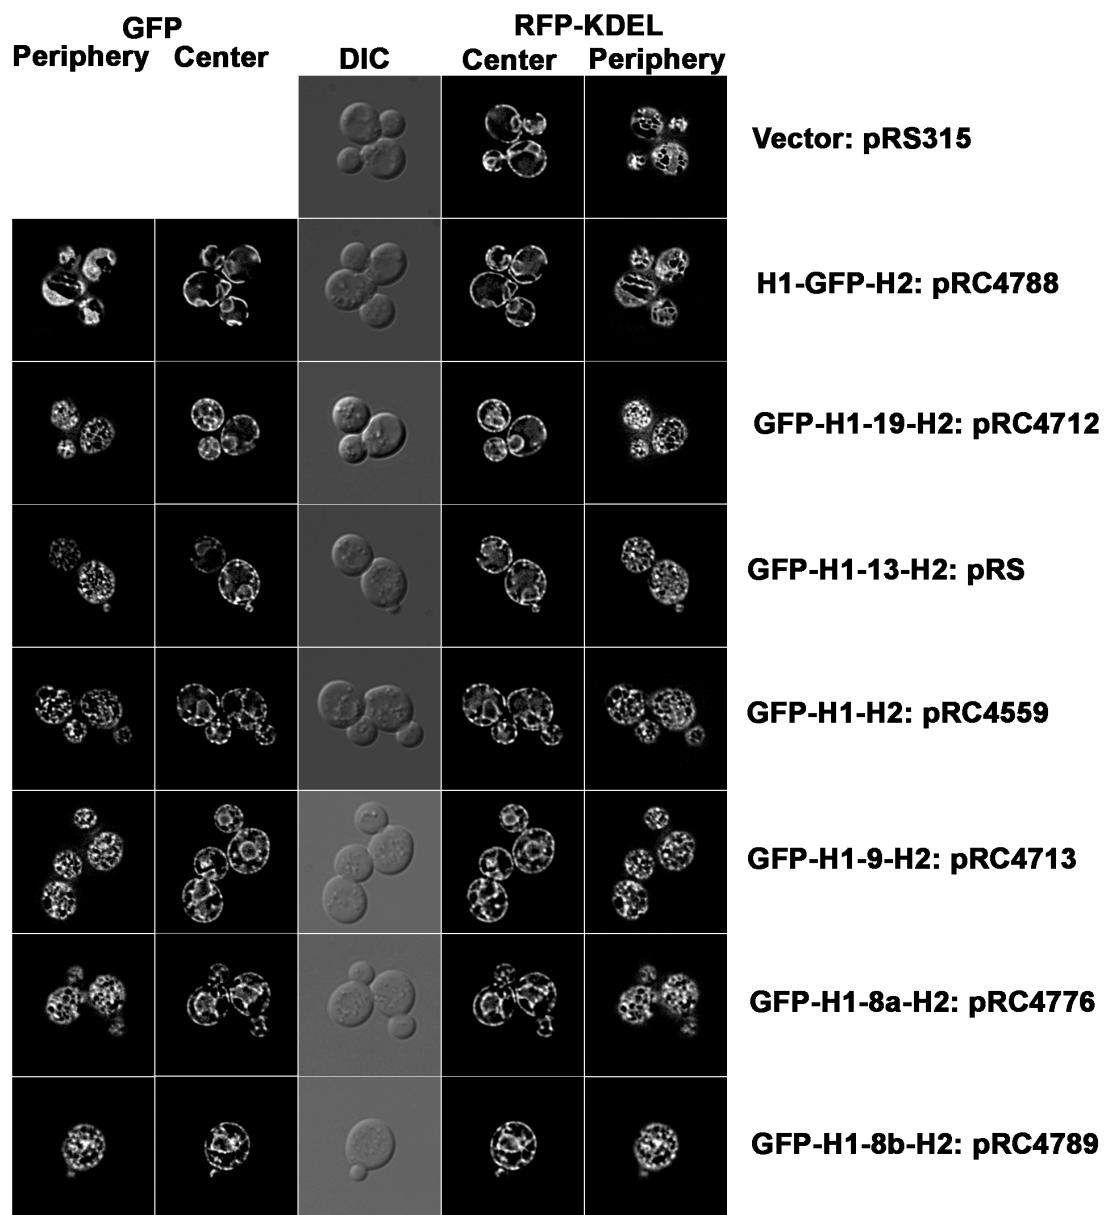 GFP
RFP-KDEL
Periphery Center DIC Center Periphery
Vector: pRS315
H1-GFP-H2: pRC4788
GFP-H1-19-H2: pRC4712
GFP-H1-13-H2: pRS
GFP-H1-H2: pRC4559
GFP-H1-9-H2: pRC4713
GFP-H1-8a-H2: pRC4776
GFP-H1-8b-H2: pRC4789